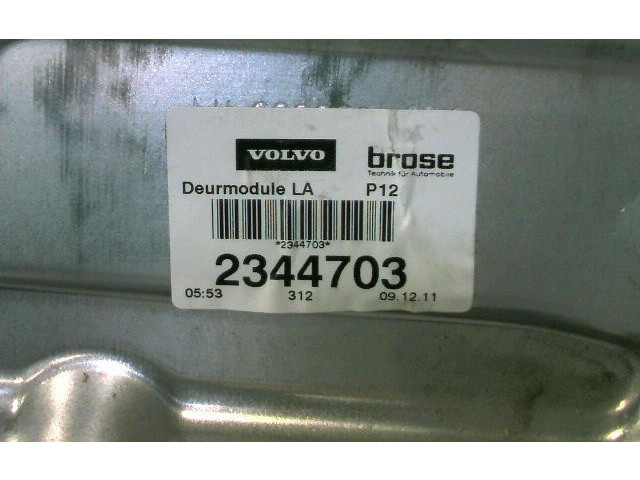 VOLVO brose
Technik für Automobile
Deurmodule LA P12
*2344703*
2344703
05:53 312 09.12.11